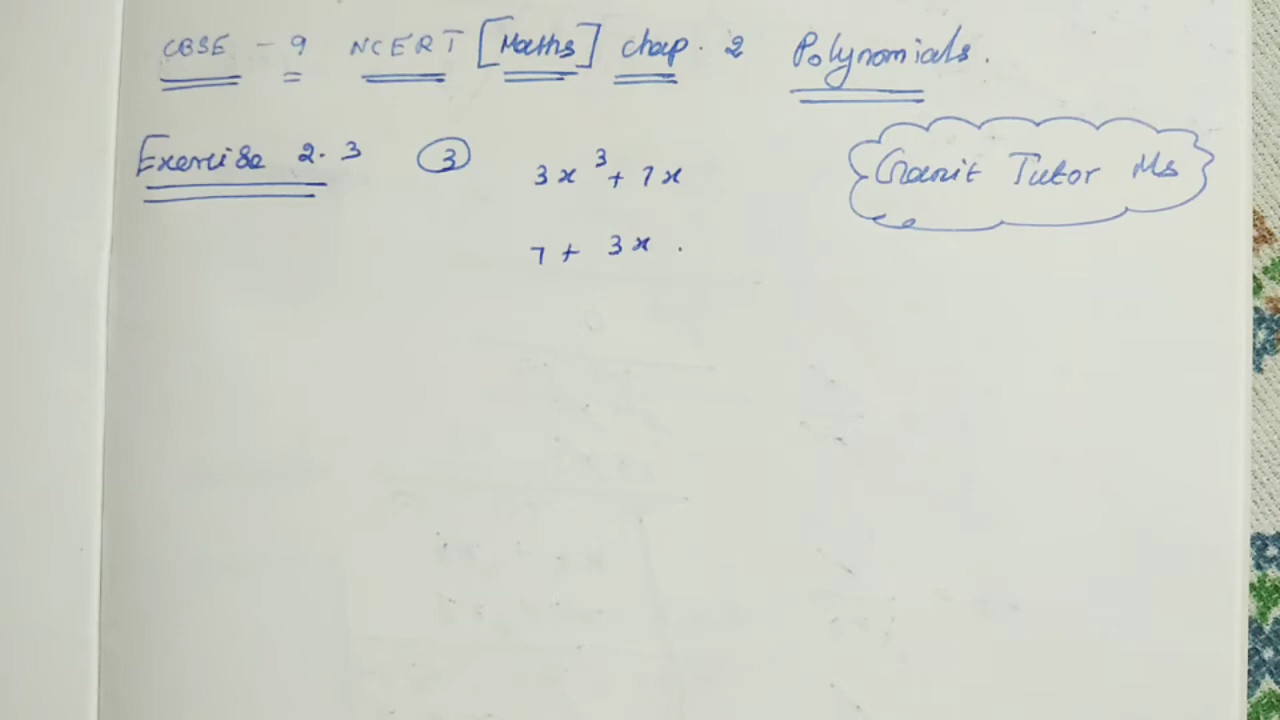 CBSE - 9 NCERT [Maths] chap. 2 Polynomials.
Exercise 2.3 ③ 3x³ + 7x
Ganit Tutor Ms
7 + 3x .